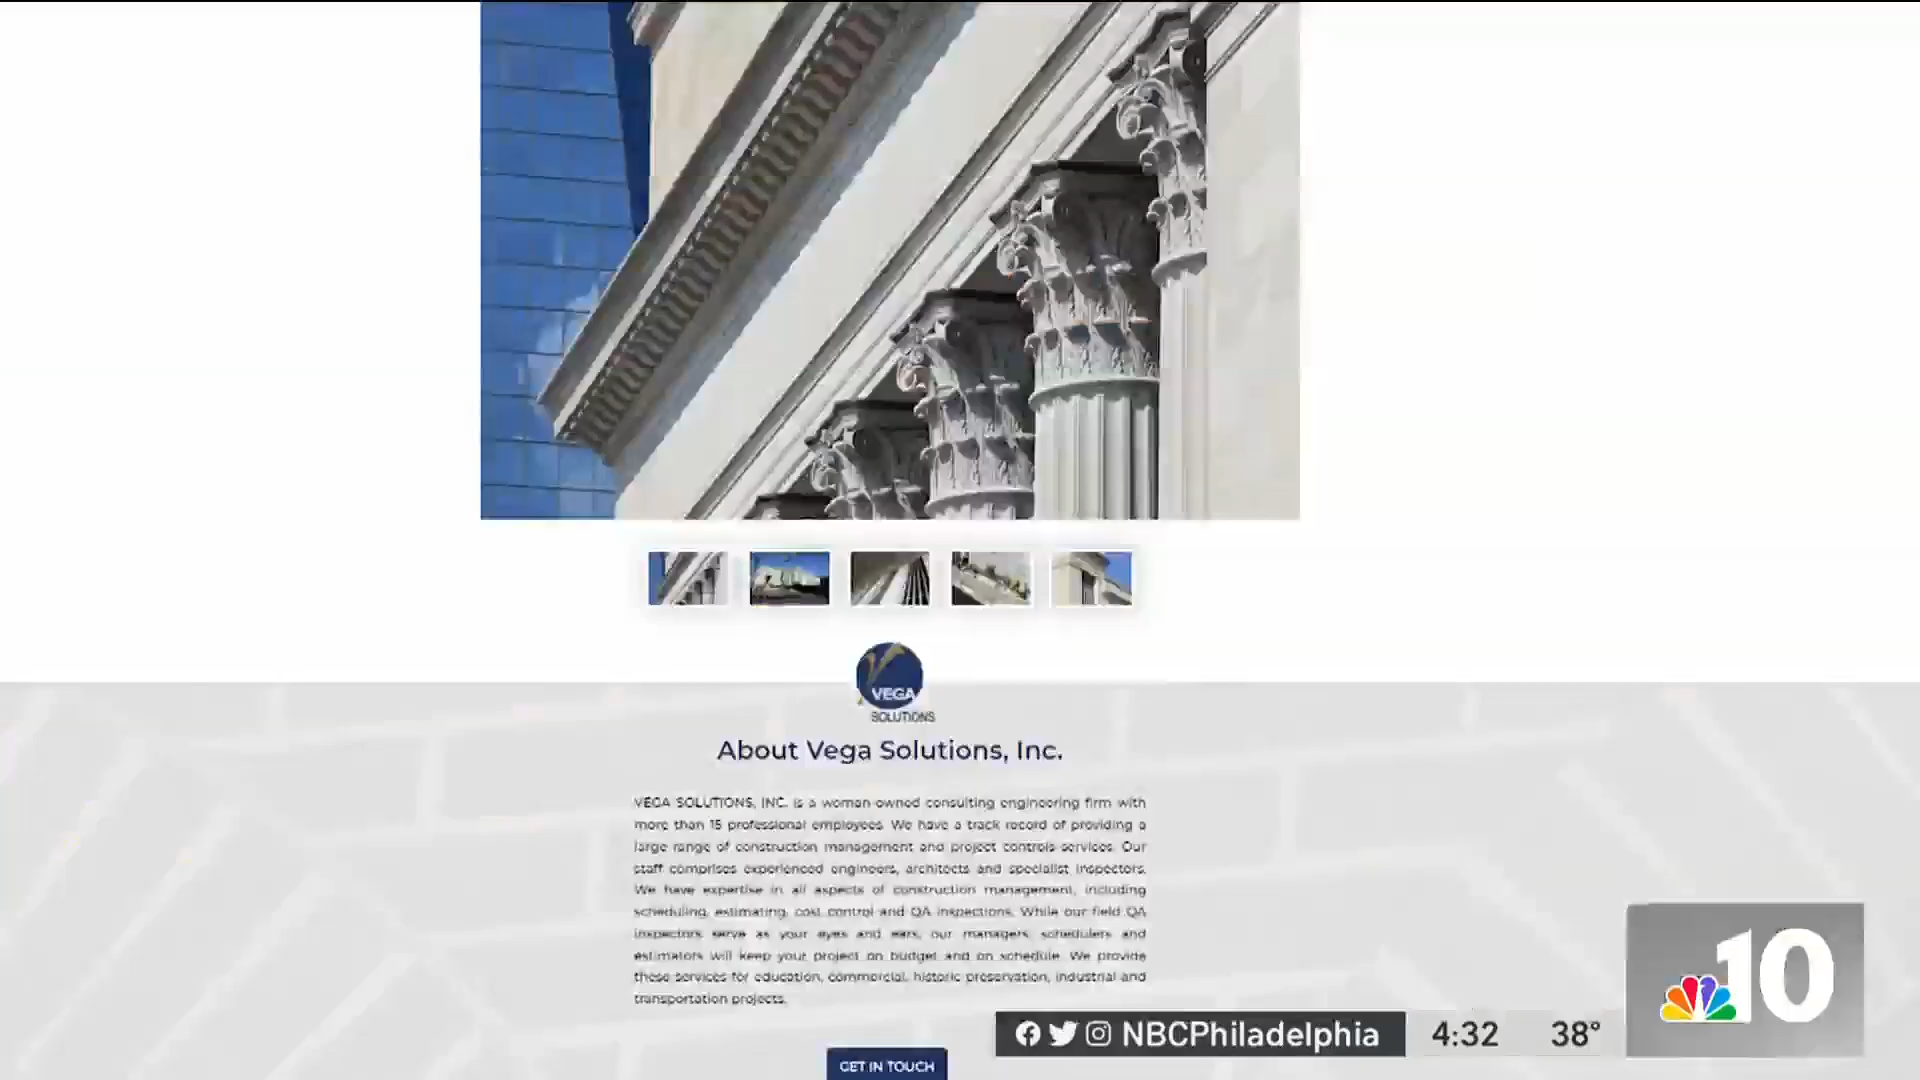 VEGA
SOLUTIONS
About Vega Solutions, Inc.
VEGA SOLUTIONS, INC. is a woman owned consulting engineering firm with
more than 15 professional employees. We have a track record of providing a
large range of construction management and project controls services. Our
staff comprises experienced engineers, architects and specialist inspectors.
We have expertise in all aspects of construction management, including
scheduling, estimating, cost control and QA inspections. While our field QA
inspectors serve as your eyes and ears, our managers, schedulers and
estimators will keep your project on budget and on schedule. We provide
these services for education, commercial, historic preservation, industrial and
transportation projects.
GET IN TOUCH
NBCPhiladelphia
4:32
38°
10